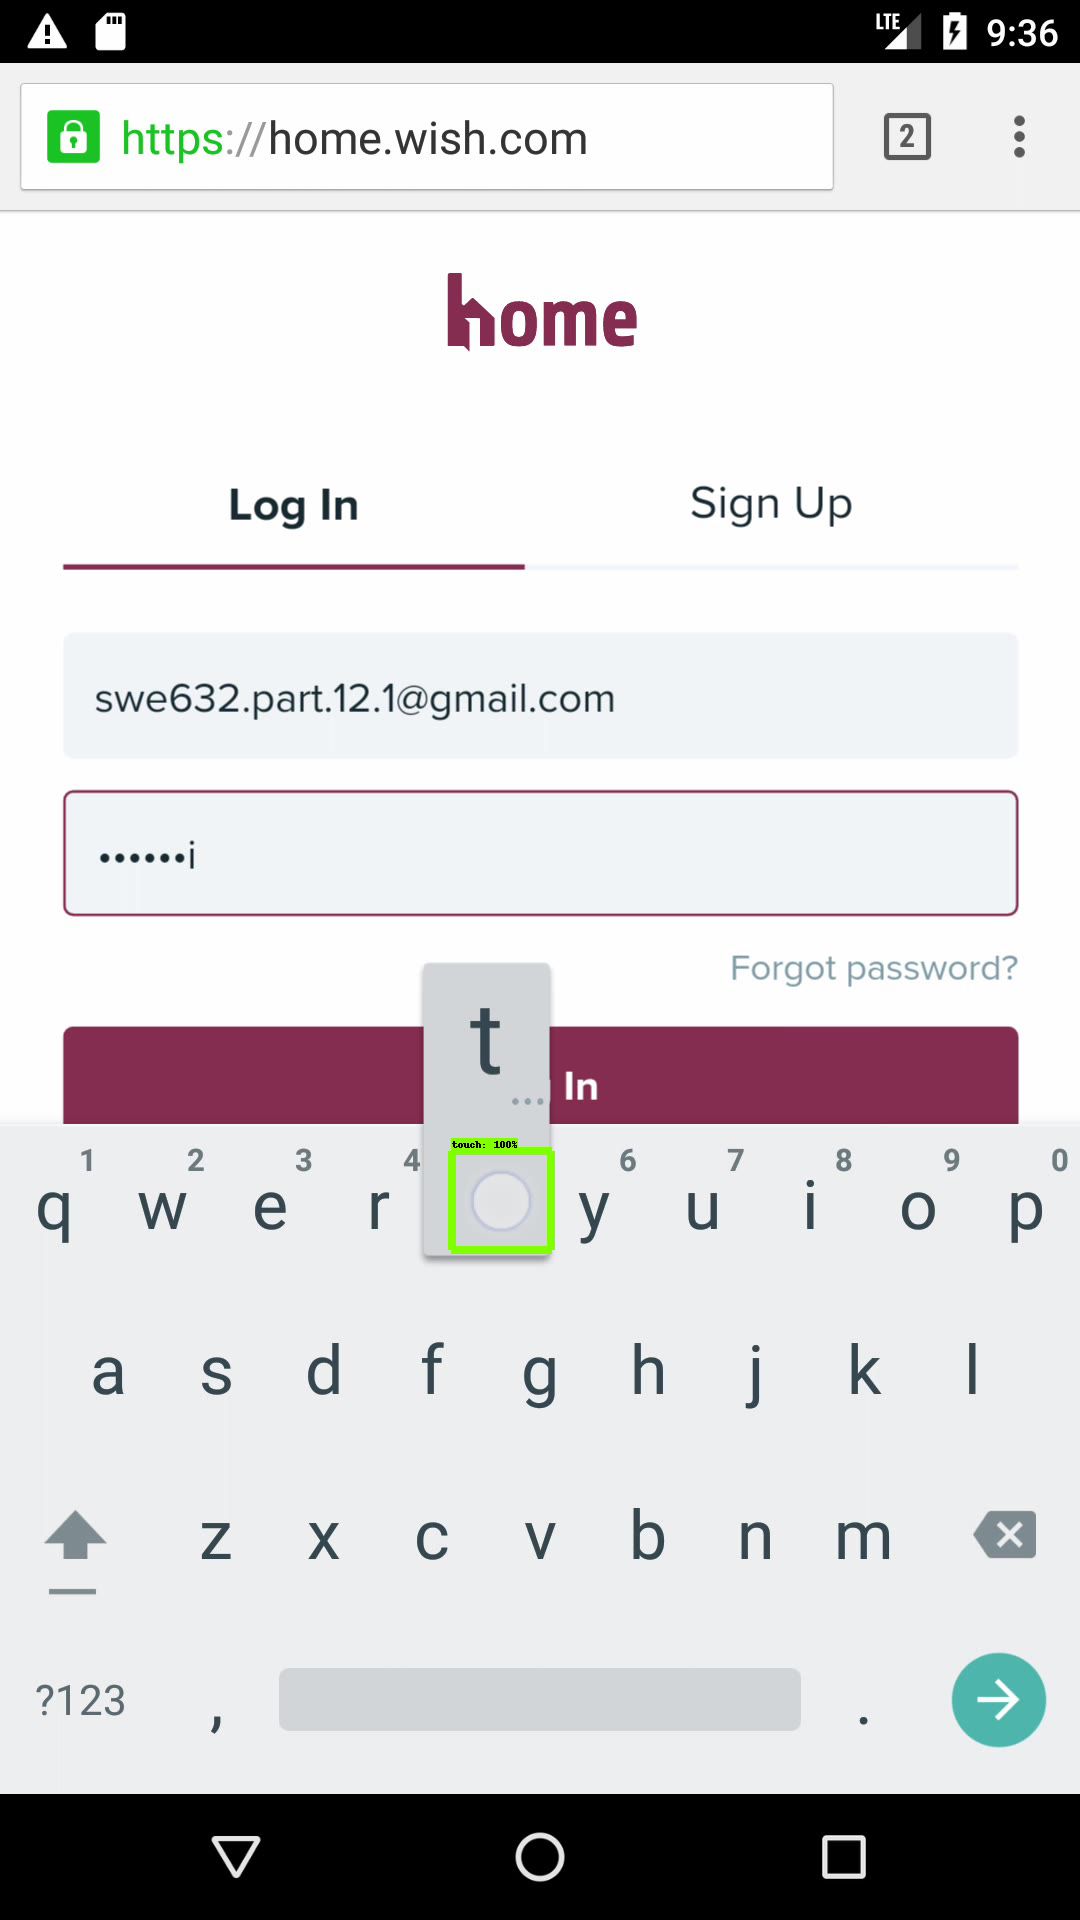 LTE 9:36
https://home.wish.com 2
home
Log In Sign Up
swe632.part.12.1@gmail.com
••••••i
Forgot password?
t
In
...
touch: 100%
1 2 3 4 6 7 8 9 0
q w e r y u i o p
a s d f g h j k l
z x c v b n m
?123 , .